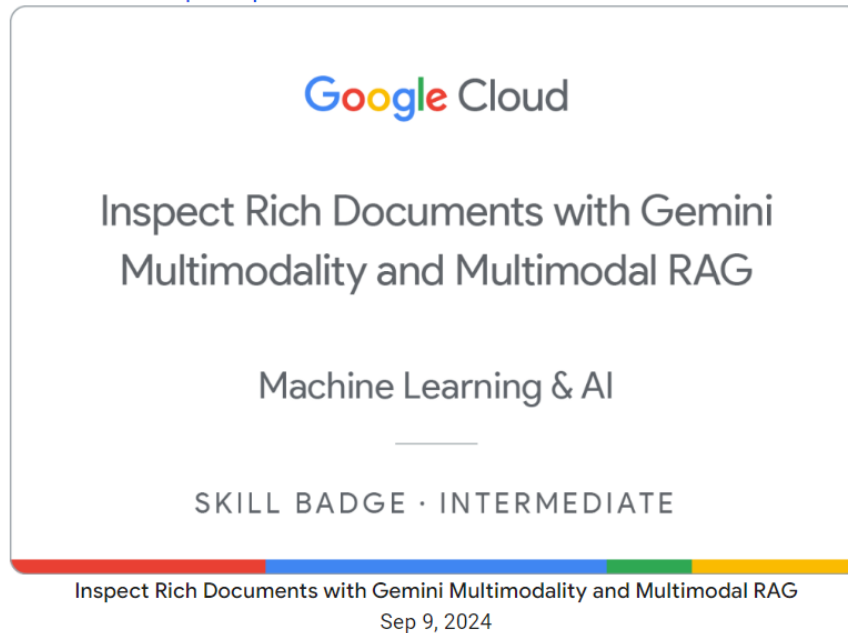 Google Cloud
Inspect Rich Documents with Gemini
Multimodality and Multimodal RAG
Machine Learning & AI
SKILL BADGE · INTERMEDIATE
Inspect Rich Documents with Gemini Multimodality and Multimodal RAG
Sep 9, 2024